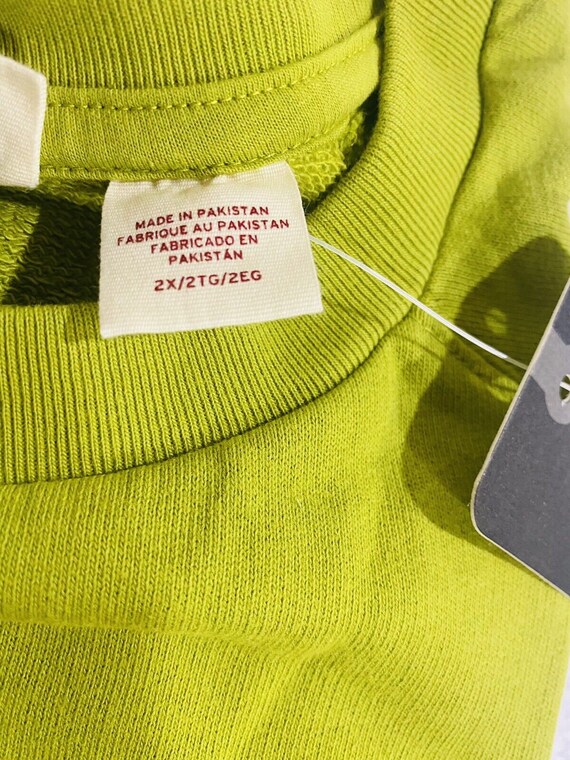 MADE IN PAKISTAN
FABRIQUE AU PAKISTAN
FABRICADO EN
PAKISTÁN
2X/2TG/2EG